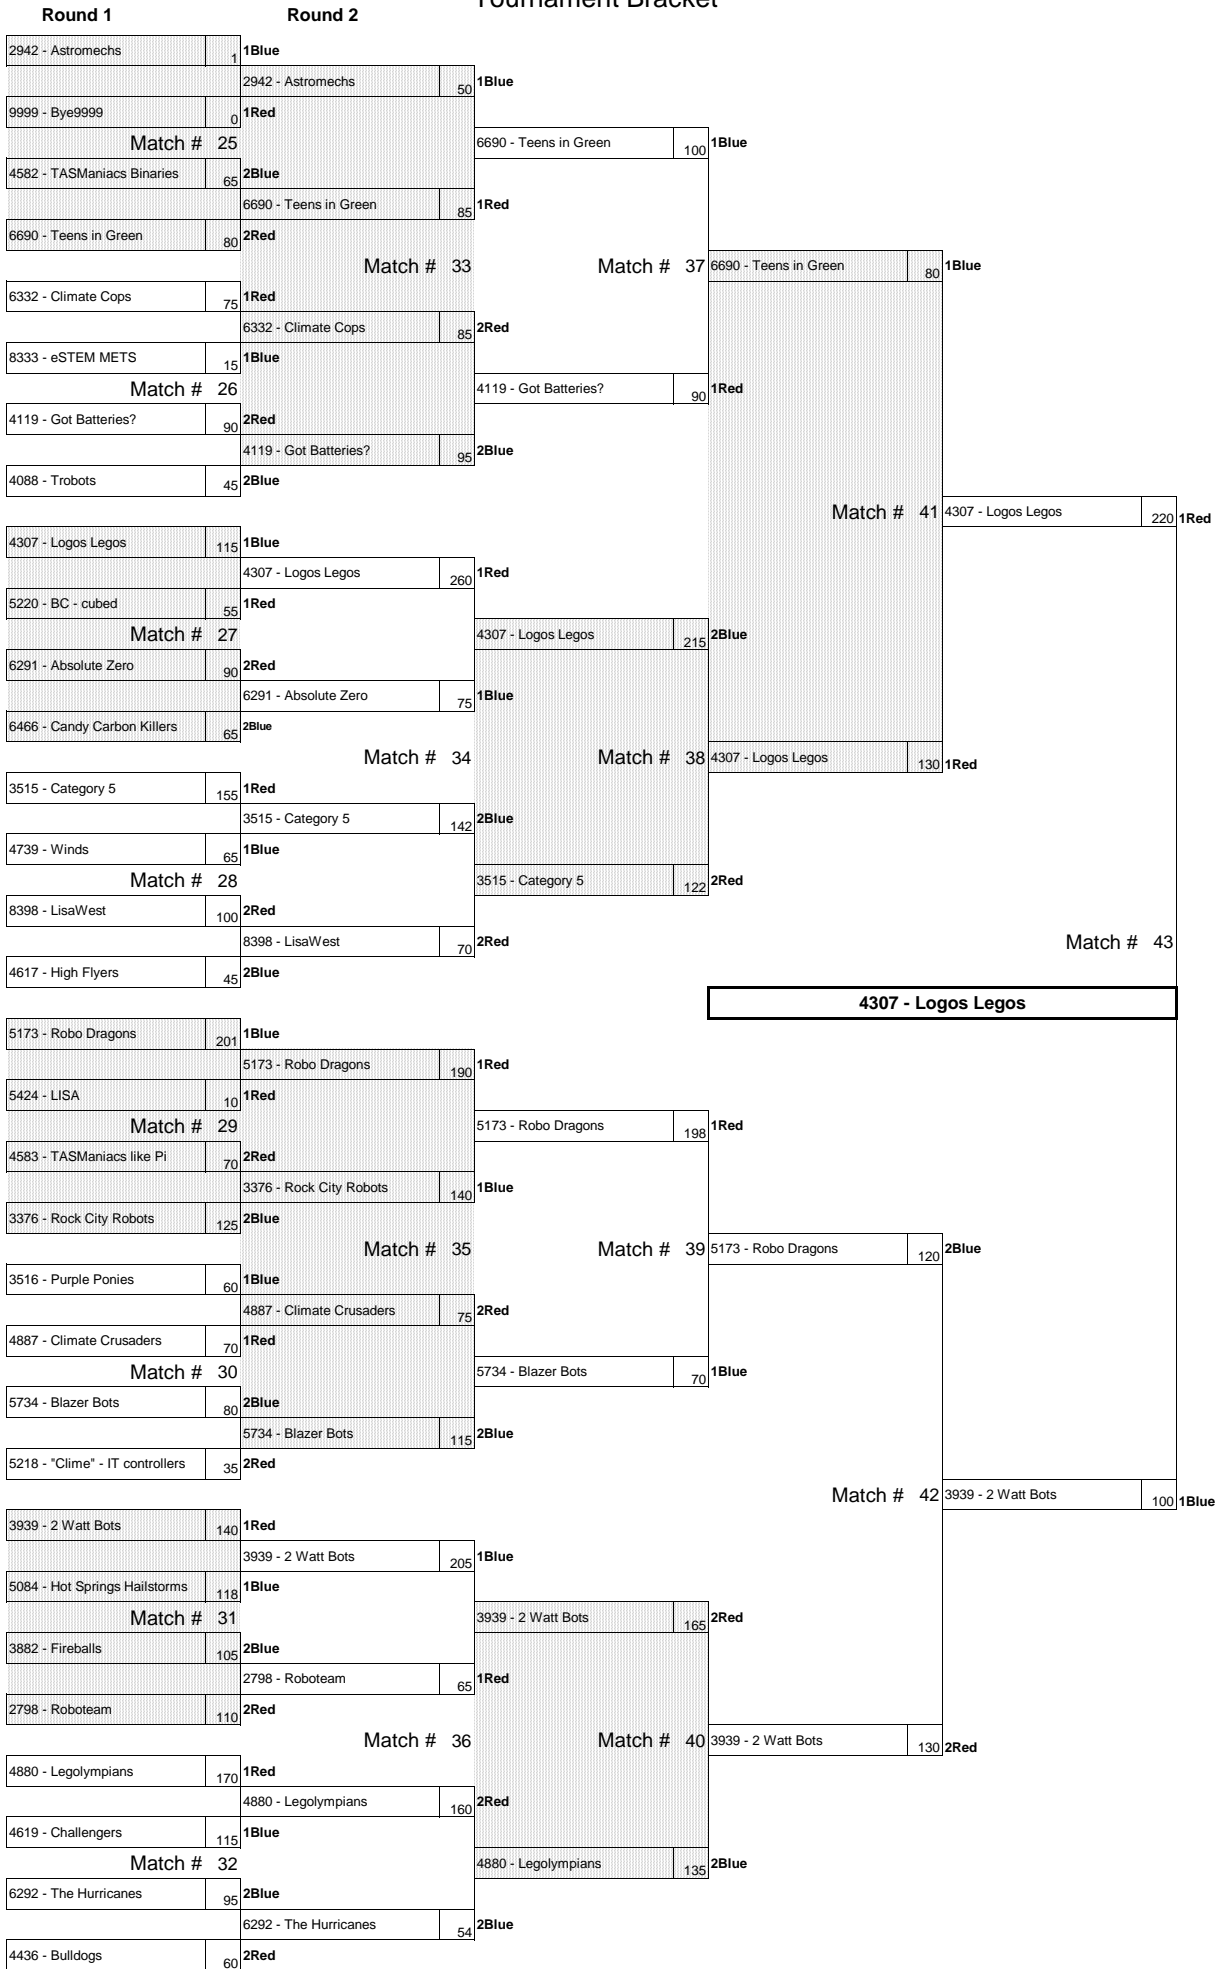 Tournament Bracket
Round 1 Round 2
2942 - Astromechs 1 1Blue
2942 - Astromechs 50 1Blue
9999 - Bye9999 0 1Red
Match # 25 6690 - Teens in Green 100 1Blue
4582 - TASManiacs Binaries 65 2Blue
6690 - Teens in Green 85 1Red
6690 - Teens in Green 80 2Red
Match # 33 Match # 37 6690 - Teens in Green 80 1Blue
6332 - Climate Cops 75 1Red
6332 - Climate Cops 85 2Red
8333 - eSTEM METS 15 1Blue
Match # 26 4119 - Got Batteries? 90 1Red
4119 - Got Batteries? 90 2Red
4119 - Got Batteries? 95 2Blue
4088 - Trobots 45 2Blue
Match # 41 4307 - Logos Legos 220 1Red
4307 - Logos Legos 115 1Blue
4307 - Logos Legos 260 1Red
5220 - BC - cubed 55 1Red
Match # 27 4307 - Logos Legos 215 2Blue
6291 - Absolute Zero 90 2Red
6291 - Absolute Zero 75 1Blue
6466 - Candy Carbon Killers 65 2Blue
Match # 34 Match # 38 4307 - Logos Legos 130 1Red
3515 - Category 5 155 1Red
3515 - Category 5 142 2Blue
4739 - Winds 65 1Blue
Match # 28 3515 - Category 5 122 2Red
8398 - LisaWest 100 2Red
8398 - LisaWest 70 2Red Match # 43
4617 - High Flyers 45 2Blue
4307 - Logos Legos
5173 - Robo Dragons 201 1Blue
5173 - Robo Dragons 190 1Red
5424 - LISA 10 1Red
Match # 29 5173 - Robo Dragons 198 1Red
4583 - TASManiacs like Pi 70 2Red
3376 - Rock City Robots 140 1Blue
3376 - Rock City Robots 125 2Blue
Match # 35 Match # 39 5173 - Robo Dragons 120 2Blue
3516 - Purple Ponies 60 1Blue
4887 - Climate Crusaders 75 2Red
4887 - Climate Crusaders 70 1Red
Match # 30 5734 - Blazer Bots 70 1Blue
5734 - Blazer Bots 80 2Blue
5734 - Blazer Bots 115 2Blue
5218 - "Clime" - IT controllers 35 2Red
Match # 42 3939 - 2 Watt Bots 100 1Blue
3939 - 2 Watt Bots 140 1Red
3939 - 2 Watt Bots 205 1Blue
5084 - Hot Springs Hailstorms 118 1Blue
Match # 31 3939 - 2 Watt Bots 165 2Red
3882 - Fireballs 105 2Blue
2798 - Roboteam 65 1Red
2798 - Roboteam 110 2Red
Match # 36 Match # 40 3939 - 2 Watt Bots 130 2Red
4880 - Legolympians 170 1Red
4880 - Legolympians 160 2Red
4619 - Challengers 115 1Blue
Match # 32 4880 - Legolympians 135 2Blue
6292 - The Hurricanes 95 2Blue
6292 - The Hurricanes 54 2Blue
4436 - Bulldogs 60 2Red